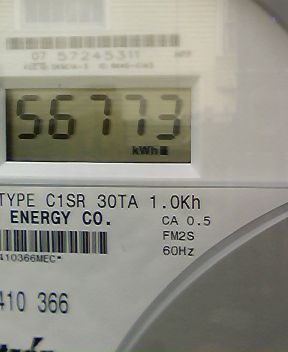 07 57245311
56773
kWh
TYPE C1SR 30TA 1.0Kh
ENERGY CO.
CA 0.5
FM2S
60Hz
410366MEC*
410 366